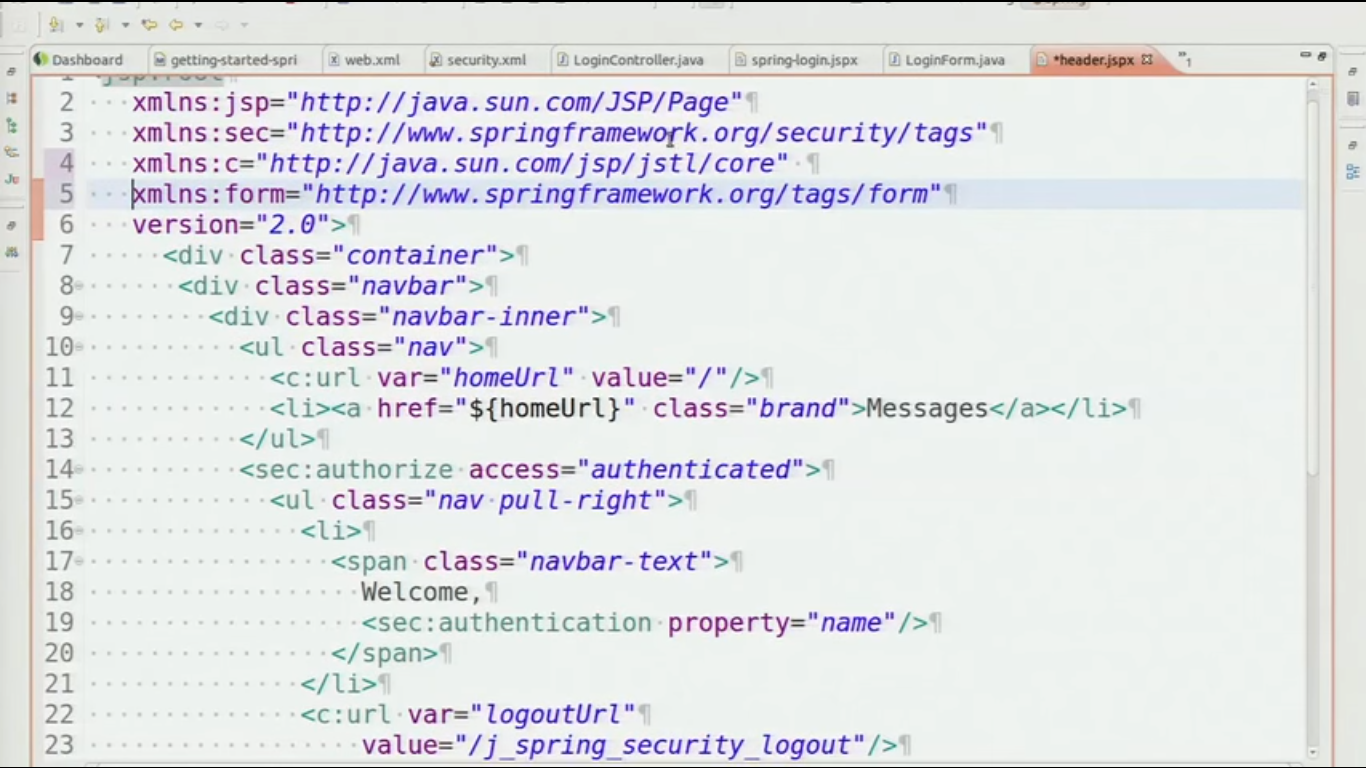 Dashboard getting-started-spri web.xml security.xml LoginController.java spring-login.jspx LoginForm.java *header.jspx "1
1 <jsp:root
2 xmlns:jsp="http://java.sun.com/JSP/Page"¶
3 xmlns:sec="http://www.springframework.org/security/tags"¶
4 xmlns:c="http://java.sun.com/jsp/jstl/core" ¶
5 xmlns:form="http://www.springframework.org/tags/form"¶
6 version="2.0">¶
7 <div class="container">¶
8 <div class="navbar">¶
9 <div class="navbar-inner">¶
10 <ul class="nav">¶
11 <c:url var="homeUrl" value="/"/>¶
12 <li><a href="${homeUrl}" class="brand">Messages</a></li>¶
13 </ul>¶
14 <sec:authorize access="authenticated">¶
15 <ul class="nav pull-right">¶
16 <li>¶
17 <span class="navbar-text">¶
18 Welcome,¶
19 <sec:authentication property="name"/>¶
20 </span>¶
21 </li>¶
22 <c:url var="logoutUrl"¶
23 value="/j_spring_security_logout"/>¶